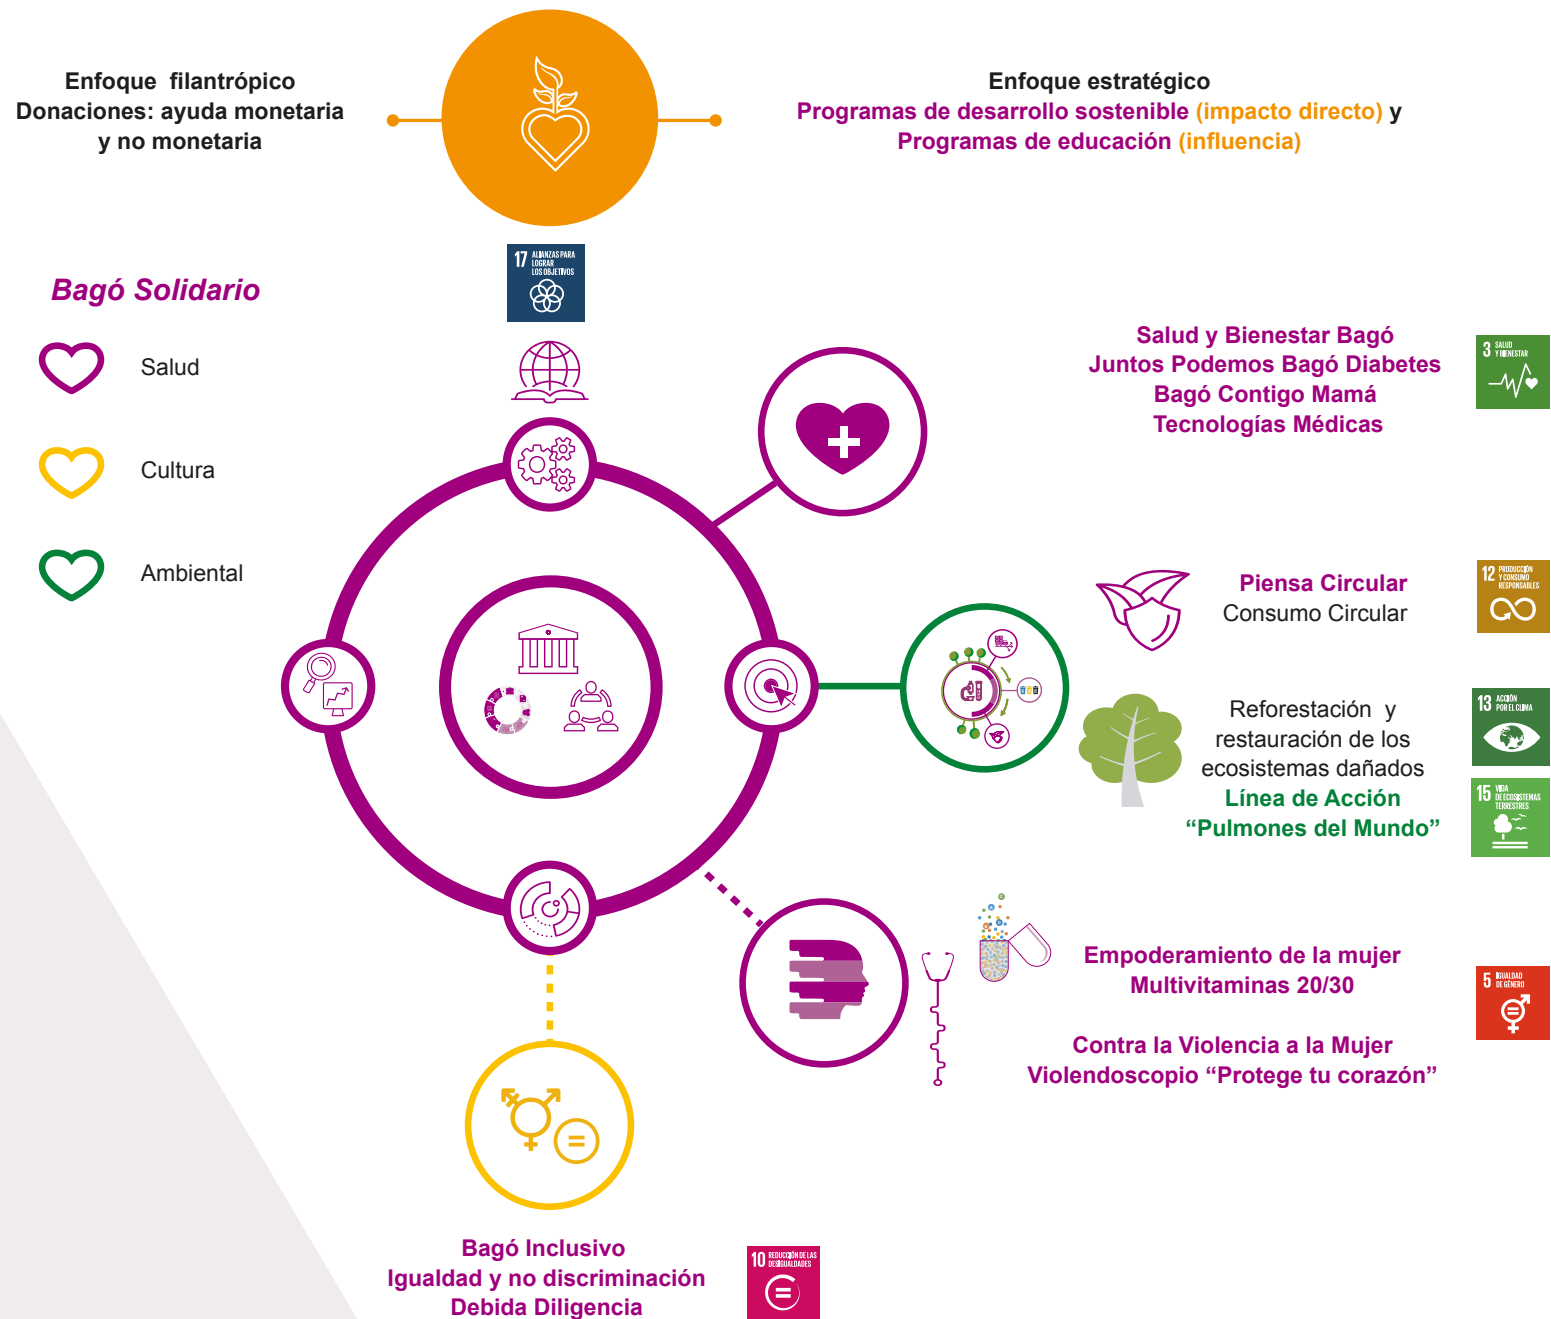 Enfoque filantrópico
Donaciones: ayuda monetaria
y no monetaria
Enfoque estratégico
Programas de desarrollo sostenible (impacto directo) y
Programas de educación (influencia)
17 ALIANZAS PARA
LOGRAR
LOS OBJETIVOS
Bagó Solidario
Salud
Cultura
Ambiental
Salud y Bienestar Bagó
Juntos Podemos Bagó Diabetes
Bagó Contigo Mamá
Tecnologías Médicas
3 SALUD
Y BIENESTAR
Piensa Circular
Consumo Circular
12 PRODUCCIÓN
Y CONSUMO
RESPONSABLES
Reforestación y
restauración de los
ecosistemas dañados
Línea de Acción
“Pulmones del Mundo”
13 ACCIÓN
POR EL CLIMA
15 VIDA
DE ECOSISTEMAS
TERRESTRES
Empoderamiento de la mujer
Multivitaminas 20/30
Contra la Violencia a la Mujer
Violendoscopio “Protege tu corazón”
5 IGUALDAD
DE GÉNERO
Bagó Inclusivo
Igualdad y no discriminación
Debida Diligencia
10 REDUCCIÓN DE LAS
DESIGUALDADES